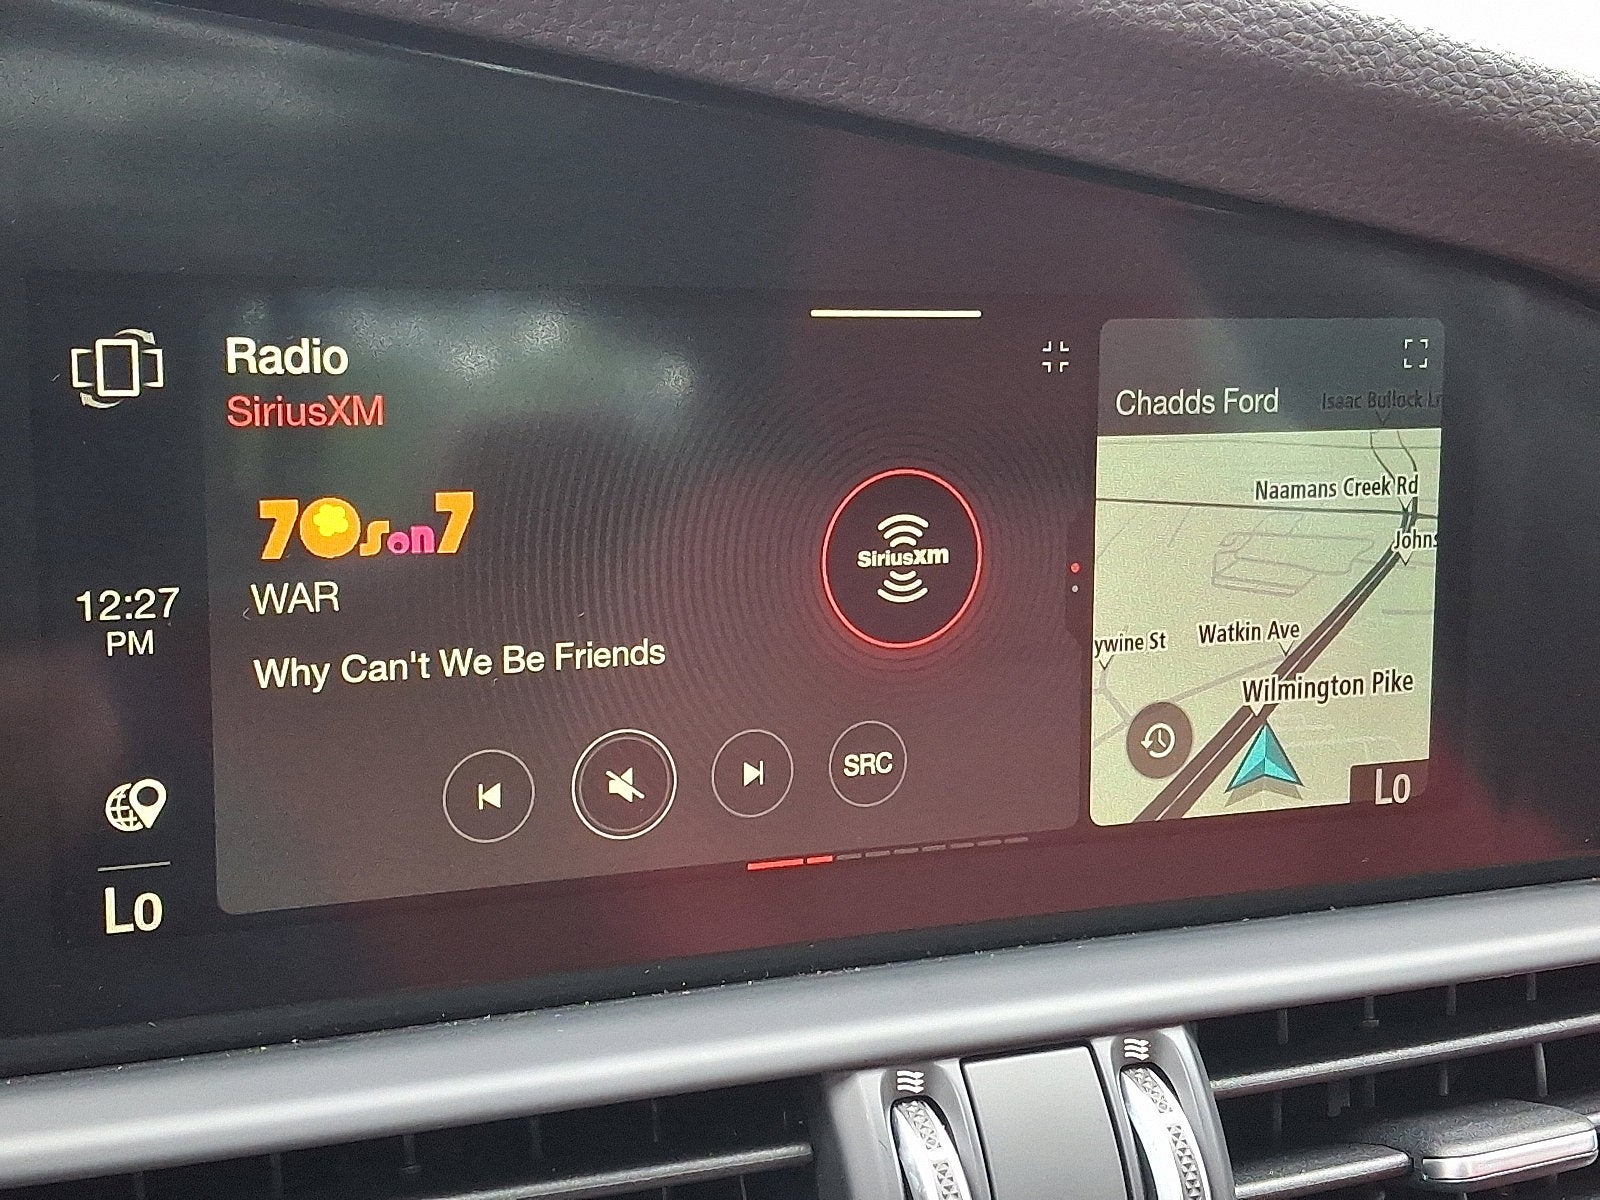 Radio
SiriusXM
70s on 7
WAR
Why Can't We Be Friends
SiriusXM
SRC
12:27
PM
Lo
Chadds Ford
Isaac Bullock Ln
Naamans Creek Rd
Johns
ywine St
Watkin Ave
Wilmington Pike
Lo